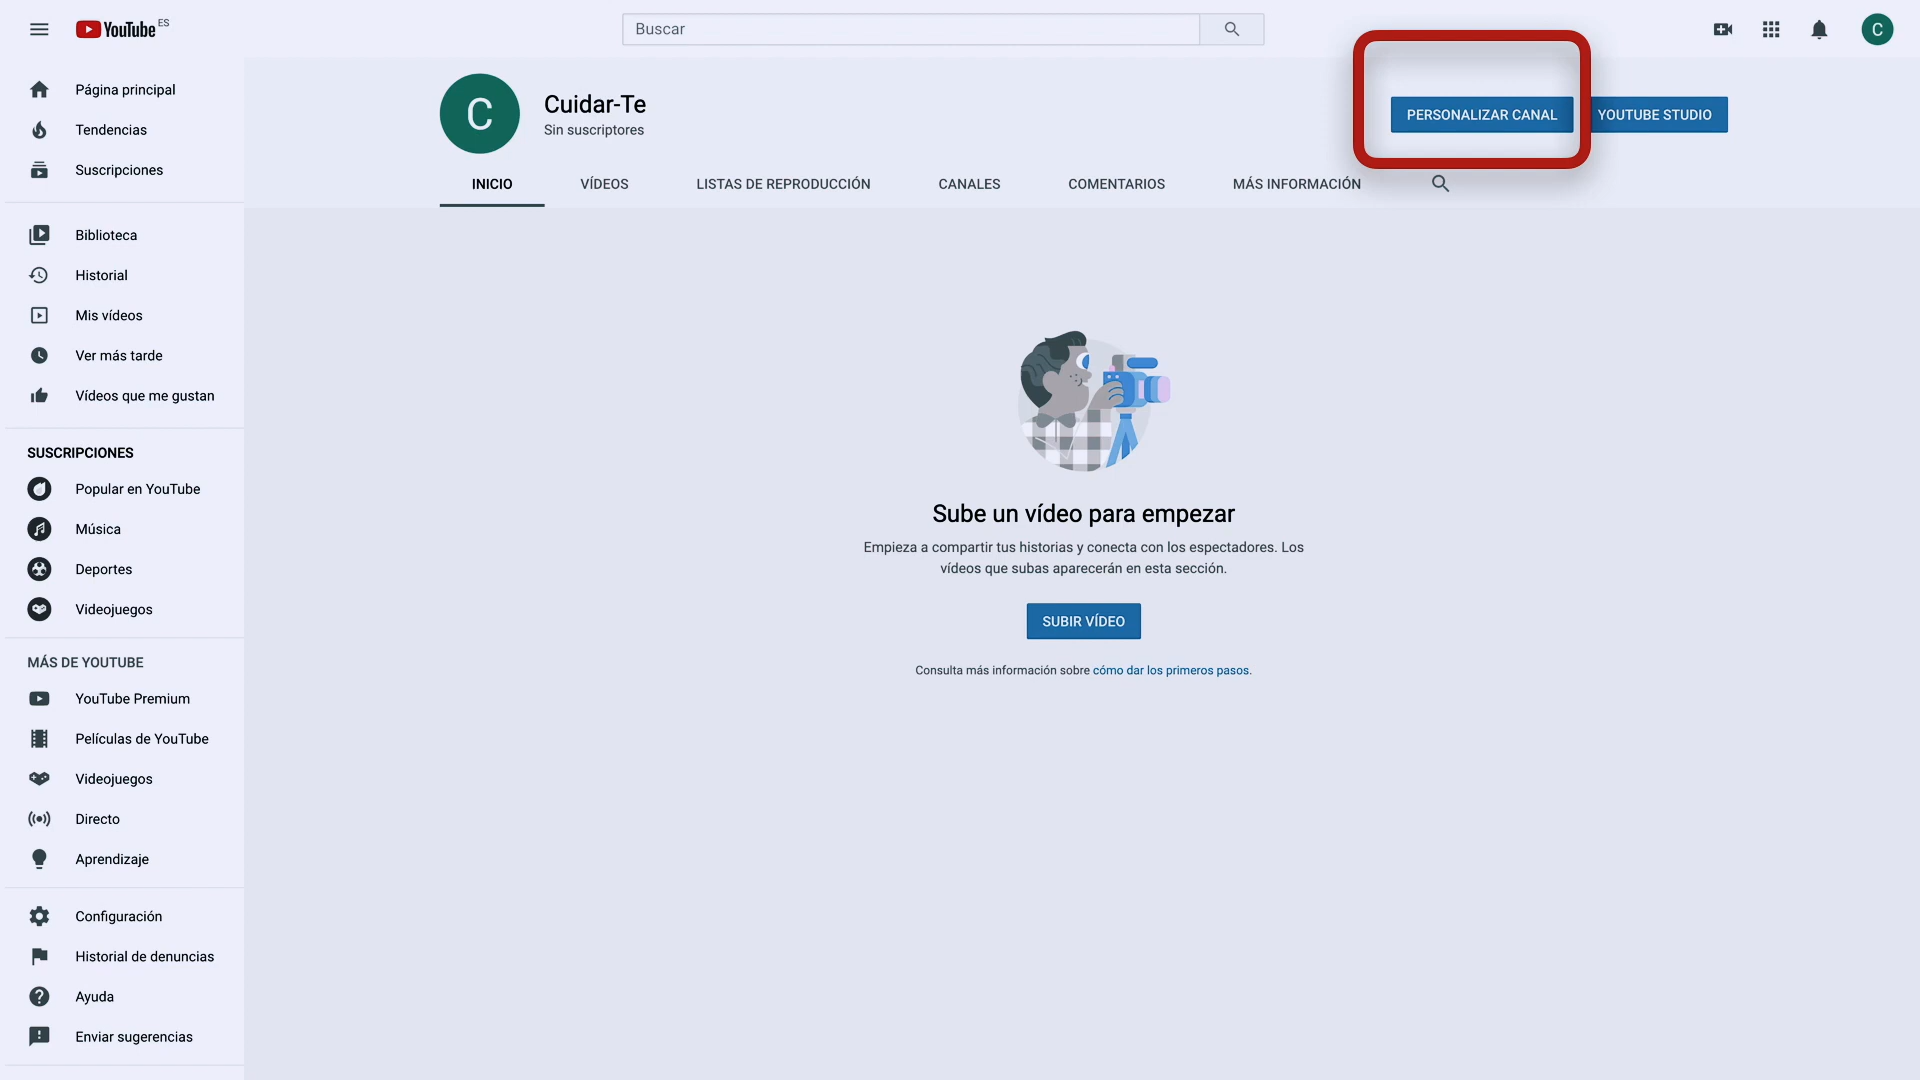 YouTube ES
Buscar
C
Página principal
Tendencias
Suscripciones
Biblioteca
Historial
Mis vídeos
Ver más tarde
Vídeos que me gustan
SUSCRIPCIONES
Popular en YouTube
Música
Deportes
Videojuegos
MÁS DE YOUTUBE
YouTube Premium
Películas de YouTube
Videojuegos
Directo
Aprendizaje
Configuración
Historial de denuncias
Ayuda
Enviar sugerencias
C
Cuidar-Te
Sin suscriptores
PERSONALIZAR CANAL
YOUTUBE STUDIO
INICIO
VÍDEOS
LISTAS DE REPRODUCCIÓN
CANALES
COMENTARIOS
MÁS INFORMACIÓN
Sube un vídeo para empezar
Empieza a compartir tus historias y conecta con los espectadores. Los
vídeos que subas aparecerán en esta sección.
SUBIR VÍDEO
Consulta más información sobre cómo dar los primeros pasos.